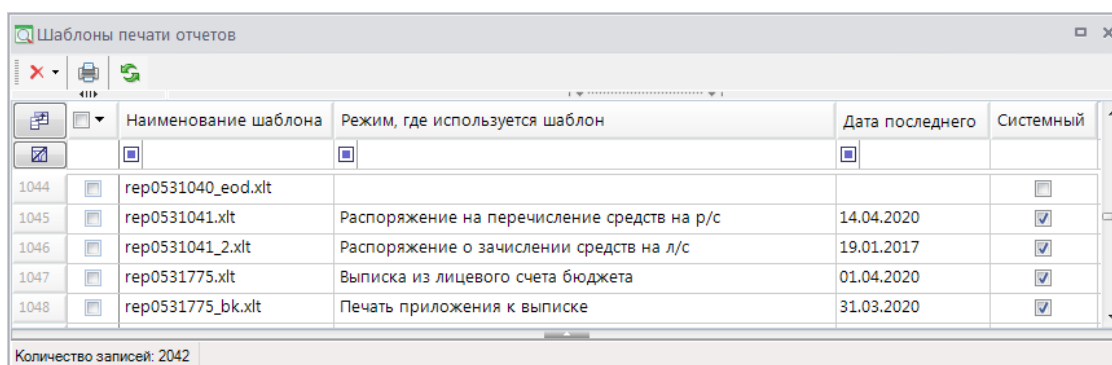 Шаблоны печати отчетов
Наименование шаблона Режим, где используется шаблон Дата последнего Системный
1044 rep0531040_eod.xlt
1045 rep0531041.xlt Распоряжение на перечисление средств на р/с 14.04.2020
1046 rep0531041_2.xlt Распоряжение о зачислении средств на л/с 19.01.2017
1047 rep0531775.xlt Выписка из лицевого счета бюджета 01.04.2020
1048 rep0531775_bk.xlt Печать приложения к выписке 31.03.2020
Количество записей: 2042